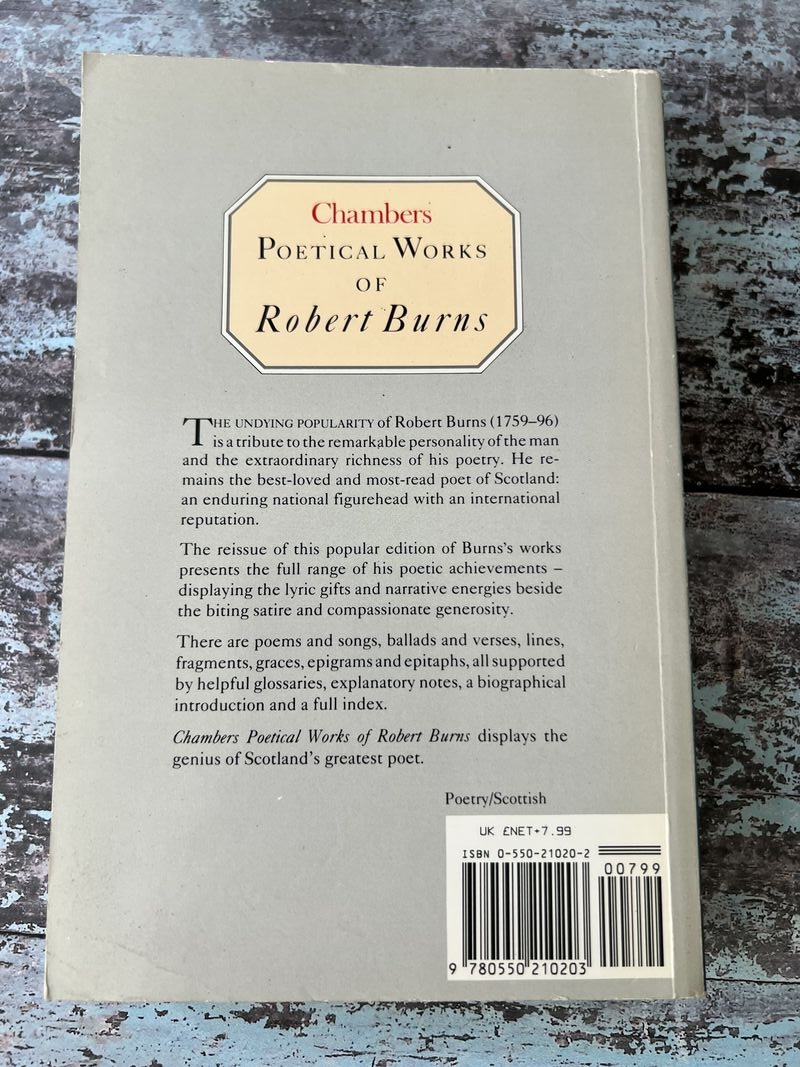 Chambers
POETICAL WORKS
OF
Robert Burns
THE UNDYING POPULARITY of Robert Burns (1759–96)
is a tribute to the remarkable personality of the man
and the extraordinary richness of his poetry. He re-
mains the best-loved and most-read poet of Scotland:
an enduring national figurehead with an international
reputation.
The reissue of this popular edition of Burns's works
presents the full range of his poetic achievements –
displaying the lyric gifts and narrative energies beside
the biting satire and compassionate generosity.
There are poems and songs, ballads and verses, lines,
fragments, graces, epigrams and epitaphs, all supported
by helpful glossaries, explanatory notes, a biographical
introduction and a full index.
Chambers Poetical Works of Robert Burns displays the
genius of Scotland's greatest poet.
Poetry/Scottish
UK £NET+7.99
ISBN 0-550-21020-2
00799
9 780550 210203